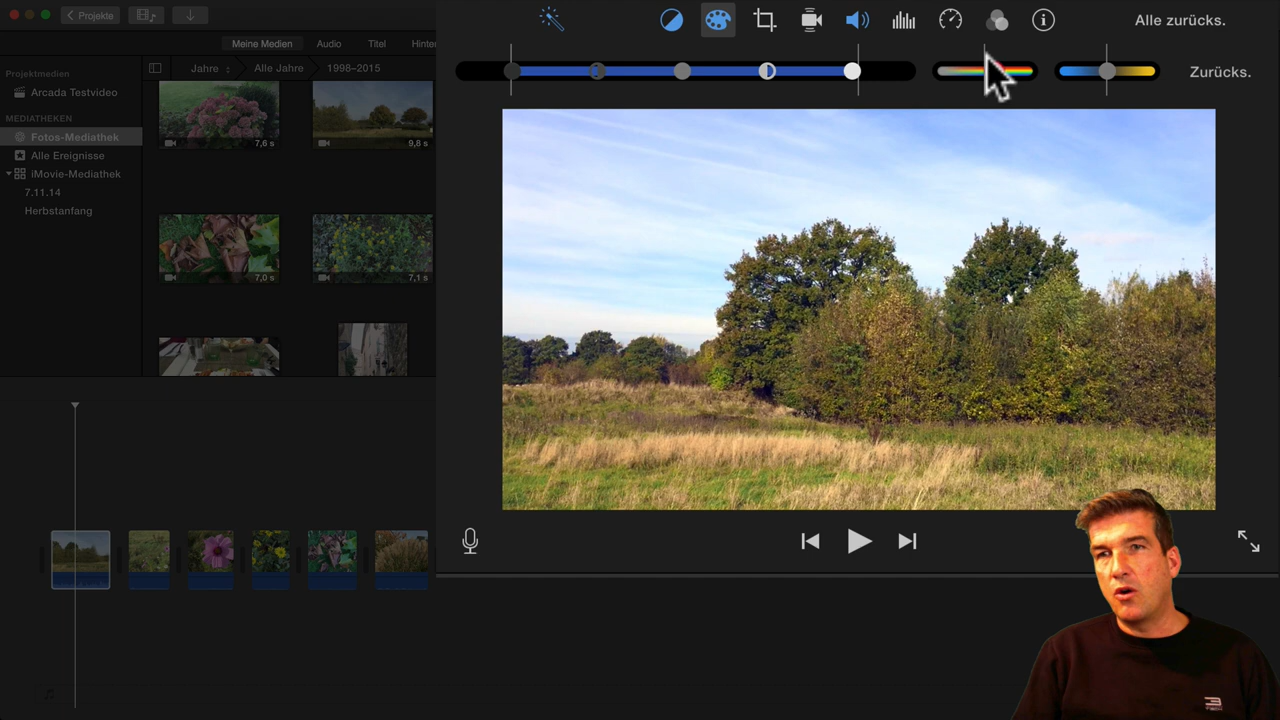 Projekte
Alle zurücks.
Meine Medien Audio Titel Hinter
Projektmedien
Jahre Alle Jahre 1998–2015
Zurücks.
Arcada Testvideo
MEDIATHEKEN
Fotos-Mediathek
7,6 s 9,8 s
Alle Ereignisse
iMovie-Mediathek
7.11.14
Herbstanfang
7,0 s 7,1 s